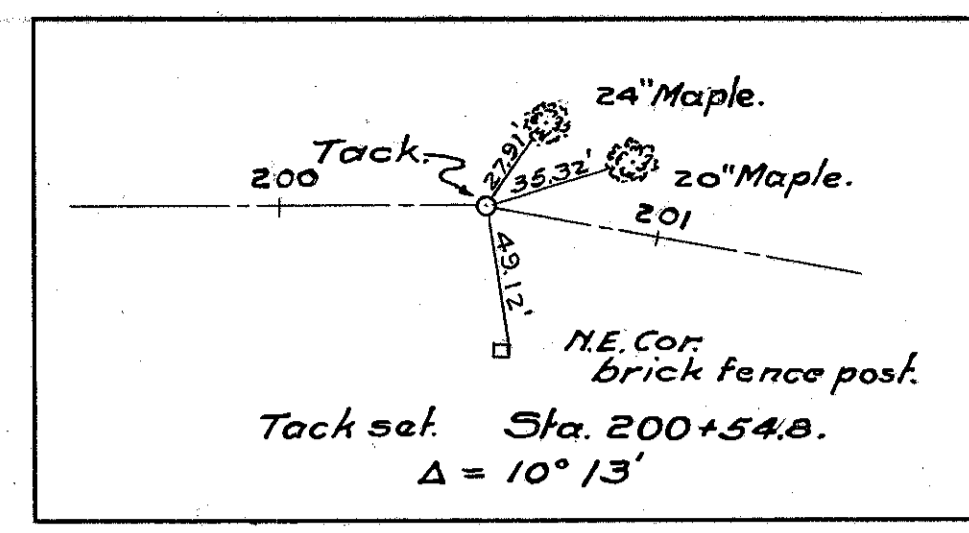 24" Maple.
Tack.
27.91'
35.32'
200
20" Maple.
201
49.12'
N.E. Cor.
brick fence post.
Tack set. Sta. 200+54.8.
Δ = 10° 13'